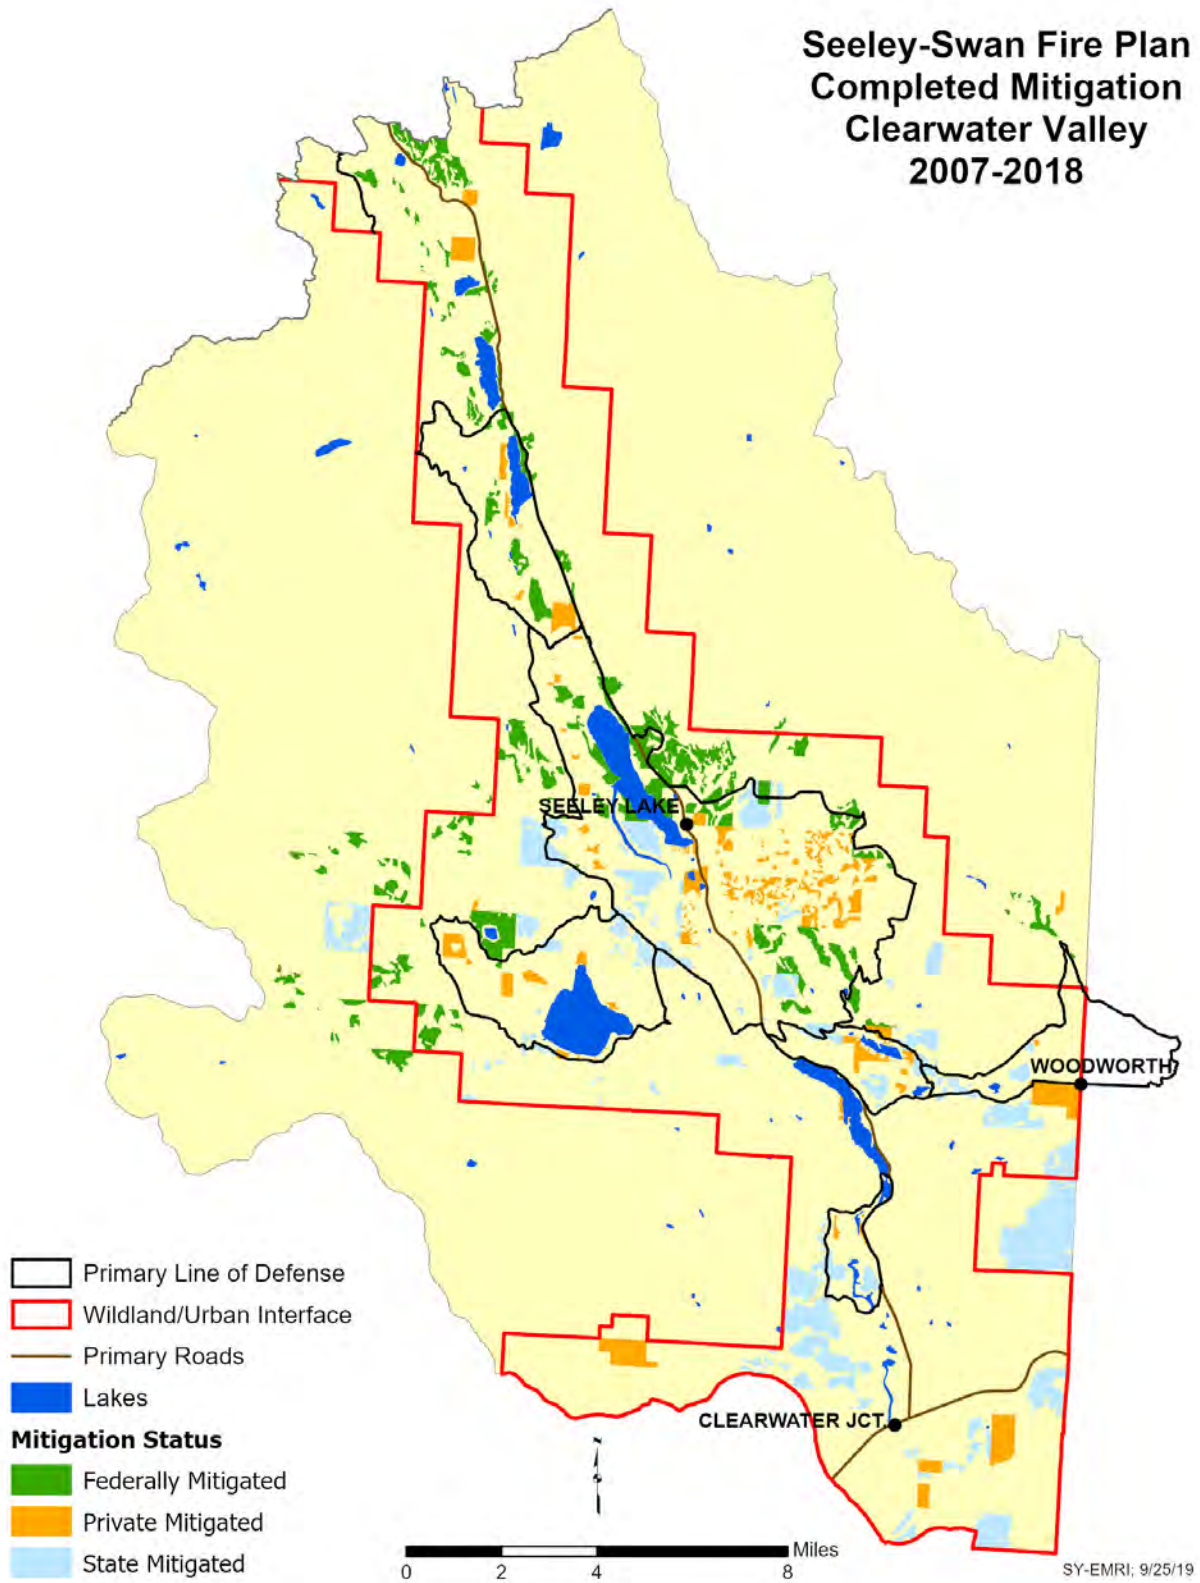 Seeley-Swan Fire Plan
Completed Mitigation
Clearwater Valley
2007-2018
SEELEY LAKE
WOODWORTH
CLEARWATER JCT.
Primary Line of Defense
Wildland/Urban Interface
Primary Roads
Lakes
Mitigation Status
Federally Mitigated
Private Mitigated
State Mitigated
Miles
0 2 4 8
SY-EMRI; 9/25/19